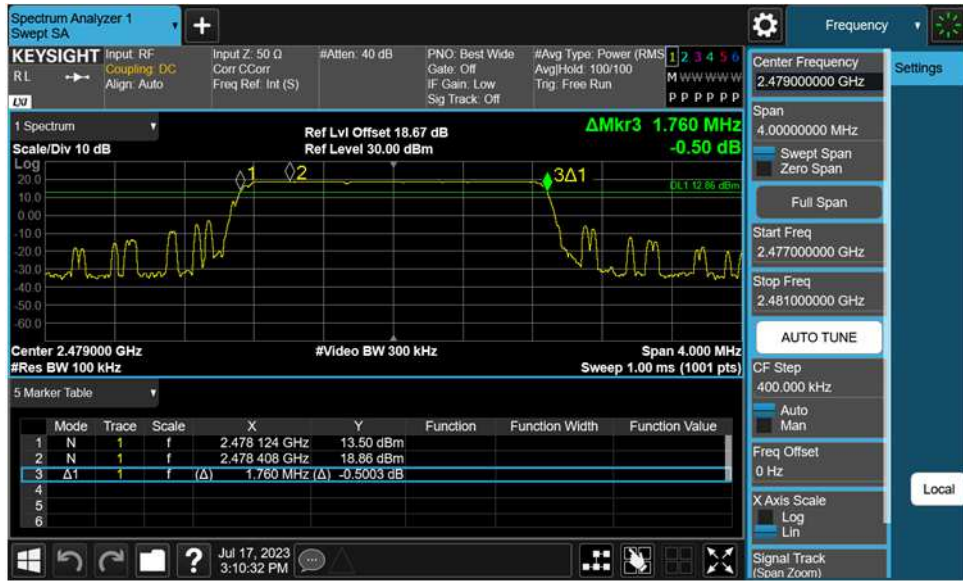 Spectrum Analyzer 1
Swept SA
+
Frequency
KEYSIGHT
RL
LXI
Input: RF
Coupling: DC
Align: Auto
Input Z: 50 Ω
Corr CCorr
Freq Ref: Int (S)
#Atten: 40 dB
PNO: Best Wide
Gate: Off
IF Gain: Low
Sig Track: Off
#Avg Type: Power (RMS
Avg|Hold: 100/100
Trig: Free Run
1 2 3 4 5 6
M W W W W W
P P P P P P
1 Spectrum
Scale/Div 10 dB
Ref Lvl Offset 18.67 dB
Ref Level 30.00 dBm
ΔMkr3 1.760 MHz
-0.50 dB
Log
20.0
10.0
0.00
-10.0
-20.0
-30.0
-40.0
-50.0
-60.0
1
2
3Δ1
DL1 12.86 dBm
Center 2.479000 GHz
#Res BW 100 kHz
#Video BW 300 kHz
Span 4.000 MHz
Sweep 1.00 ms (1001 pts)
5 Marker Table
Mode Trace Scale X Y Function Function Width Function Value
1 N 1 f 2.478 124 GHz 13.50 dBm
2 N 1 f 2.478 408 GHz 18.86 dBm
3 Δ1 1 f (Δ) 1.760 MHz (Δ) -0.5003 dB
4
5
6
?
Jul 17, 2023
3:10:32 PM
Center Frequency
2.479000000 GHz
Span
4.00000000 MHz
Swept Span
Zero Span
Full Span
Start Freq
2.477000000 GHz
Stop Freq
2.481000000 GHz
AUTO TUNE
CF Step
400.000 kHz
Auto
Man
Freq Offset
0 Hz
X Axis Scale
Log
Lin
Signal Track
(Span Zoom)
Settings
Local